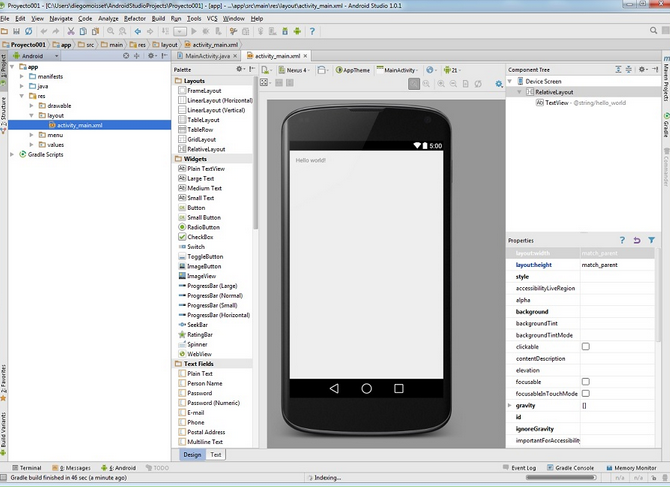 Proyecto001 - [C:\Users\diegomoisset\AndroidStudioProjects\Proyecto001] - [app] - ...\app\src\main\res\layout\activity_main.xml - Android Studio 1.0.1
File Edit View Navigate Code Analyze Refactor Build Run Tools VCS Window Help
app
Proyecto001 app src main res layout activity_main.xml
Android
MainActivity.java activity_main.xml
1: Project
Z: Structure
2: Favorites
Build Variants
app
manifests
java
res
drawable
layout
activity_main.xml
menu
values
Gradle Scripts
Palette
Layouts
FrameLayout
LinearLayout (Horizontal)
LinearLayout (Vertical)
TableLayout
TableRow
GridLayout
RelativeLayout
Widgets
Plain TextView
Large Text
Medium Text
Small Text
Button
Small Button
RadioButton
CheckBox
Switch
ToggleButton
ImageButton
ImageView
ProgressBar (Large)
ProgressBar (Normal)
ProgressBar (Small)
ProgressBar (Horizontal)
SeekBar
RatingBar
Spinner
WebView
Text Fields
Plain Text
Person Name
Password
Password (Numeric)
E-mail
Phone
Postal Address
Multiline Text
Design Text
Nexus 4 AppTheme MainActivity 21
5:00
Hello world!
Component Tree
Device Screen
RelativeLayout
TextView - @string/hello_world
Properties
layout:width match_parent
layout:height match_parent
style
accessibilityLiveRegion
alpha
background
backgroundTint
backgroundTintMode
clickable
contentDescription
elevation
focusable
focusableInTouchMode
gravity []
id
ignoreGravity
importantForAccessibility
Maven Projects
Gradle
Commander
Terminal 0: Messages 6: Android TODO
Event Log Gradle Console Memory Monitor
Gradle build finished in 46 sec (a minute ago)
Indexing...
n/a n/a